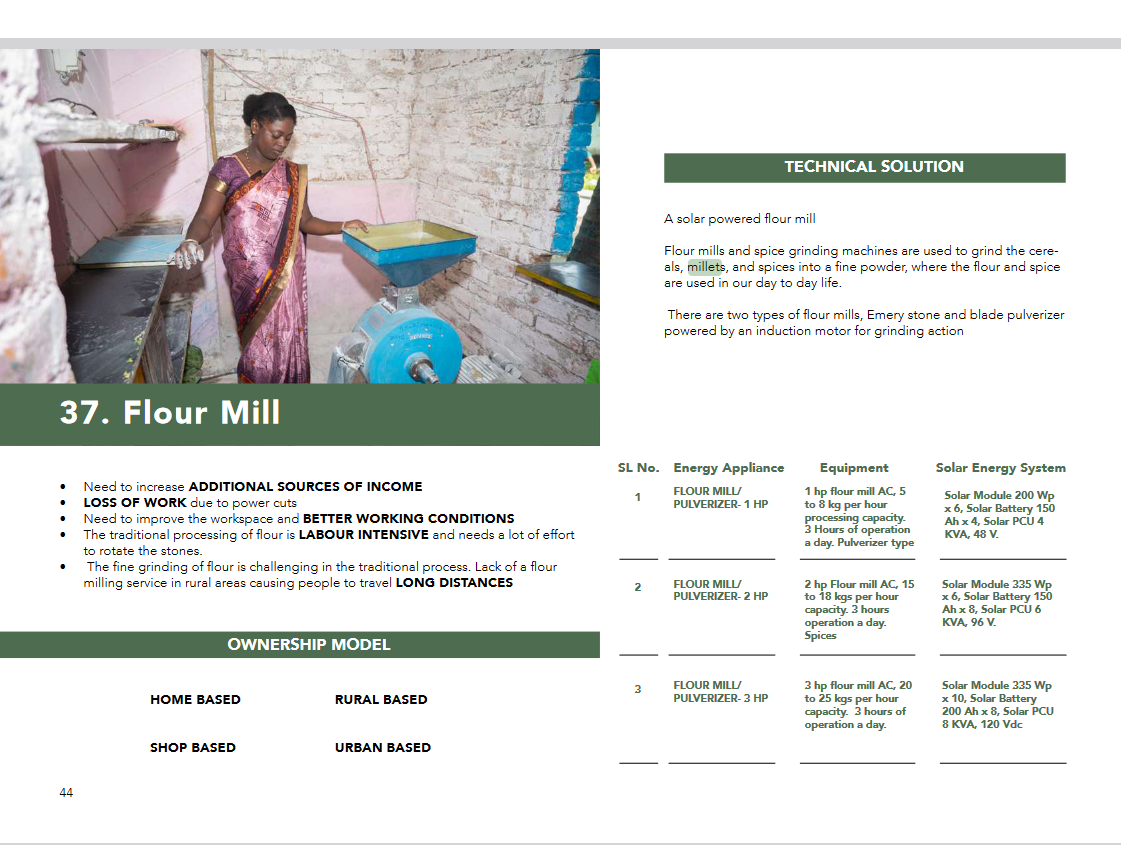 37. Flour Mill
• Need to increase ADDITIONAL SOURCES OF INCOME
• LOSS OF WORK due to power cuts
• Need to improve the workspace and BETTER WORKING CONDITIONS
• The traditional processing of flour is LABOUR INTENSIVE and needs a lot of effort
to rotate the stones.
• The fine grinding of flour is challenging in the traditional process. Lack of a flour
milling service in rural areas causing people to travel LONG DISTANCES
OWNERSHIP MODEL
HOME BASED RURAL BASED
SHOP BASED URBAN BASED
44
TECHNICAL SOLUTION
A solar powered flour mill
Flour mills and spice grinding machines are used to grind the cere-
als, millets, and spices into a fine powder, where the flour and spice
are used in our day to day life.
There are two types of flour mills, Emery stone and blade pulverizer
powered by an induction motor for grinding action
SL No. Energy Appliance Equipment Solar Energy System
1
FLOUR MILL/
PULVERIZER- 1 HP
1 hp flour mill AC, 5
to 8 kg per hour
processing capacity.
3 Hours of operation
a day. Pulverizer type
Solar Module 200 Wp
x 6, Solar Battery 150
Ah x 4, Solar PCU 4
KVA, 48 V.
2
FLOUR MILL/
PULVERIZER- 2 HP
2 hp Flour mill AC, 15
to 18 kgs per hour
capacity. 3 hours
operation a day.
Spices
Solar Module 335 Wp
x 6, Solar Battery 150
Ah x 8, Solar PCU 6
KVA, 96 V.
3
FLOUR MILL/
PULVERIZER- 3 HP
3 hp flour mill AC, 20
to 25 kgs per hour
capacity. 3 hours of
operation a day.
Solar Module 335 Wp
x 10, Solar Battery
200 Ah x 8, Solar PCU
8 KVA, 120 Vdc